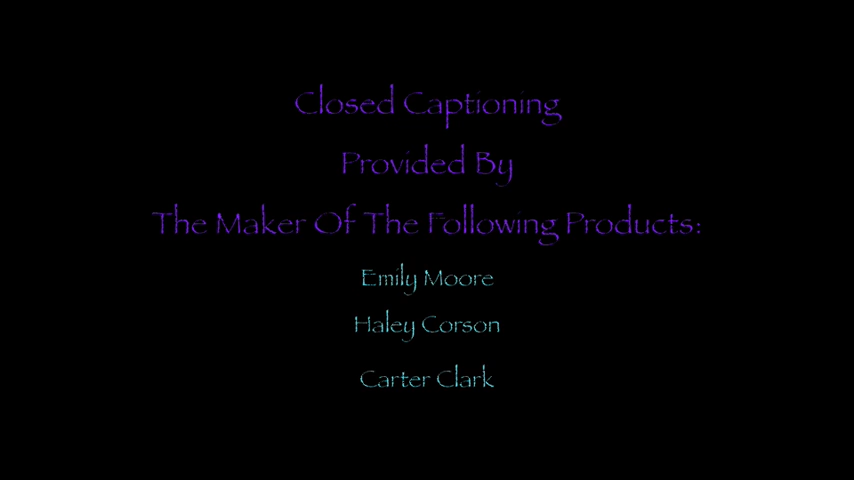 Closed Captioning
Provided By
The Maker Of The Following Products:
Emily Moore
Haley Corson
Carter Clark